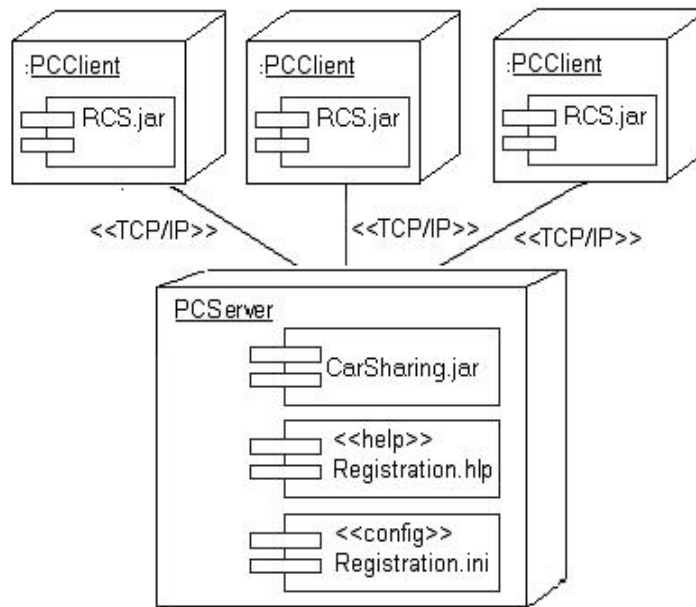 :PCClient
RCS.jar
:PCClient
RCS.jar
:PCClient
RCS.jar
<<TCP/IP>>
<<TCP/IP>>
<<TCP/IP>>
PCServer
CarSharing.jar
<<help>>
Registration.hlp
<<config>>
Registration.ini